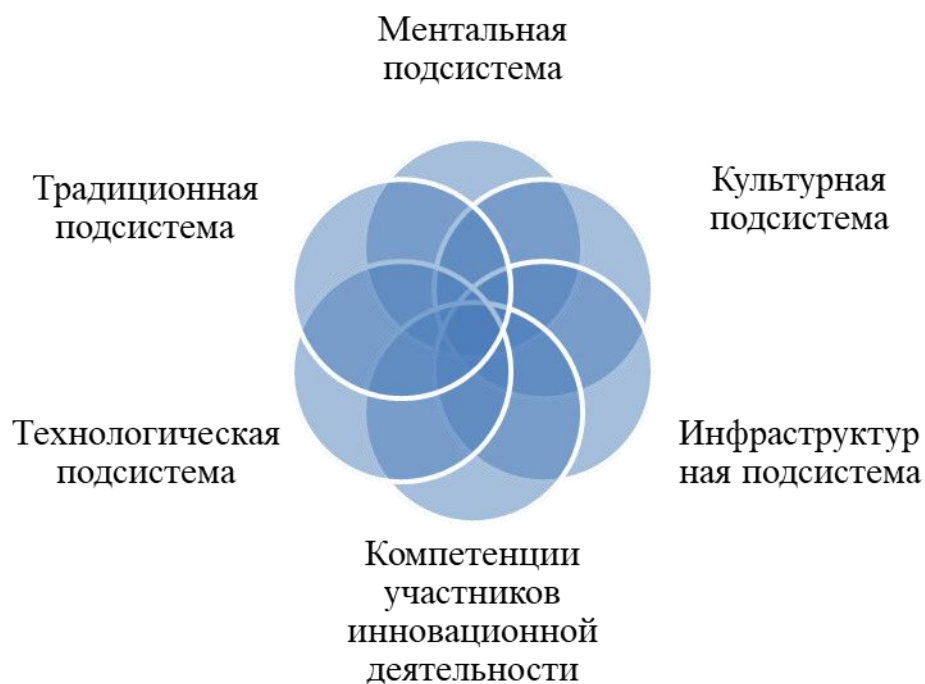 Ментальная
подсистема
Культурная
подсистема
Инфраструктур
ная подсистема
Компетенции
участников
инновационной
деятельности
Технологическая
подсистема
Традиционная
подсистема